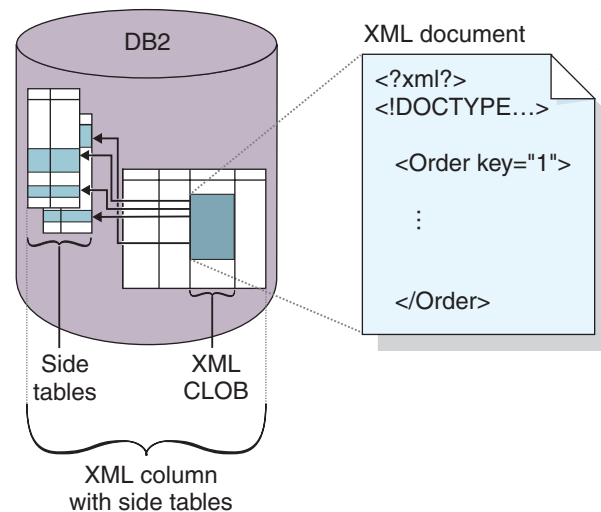 XML document
DB2
<?xml?>
<!DOCTYPE...>
<Order key="1">
⋮
</Order>
Side
tables
XML
CLOB
XML column
with side tables